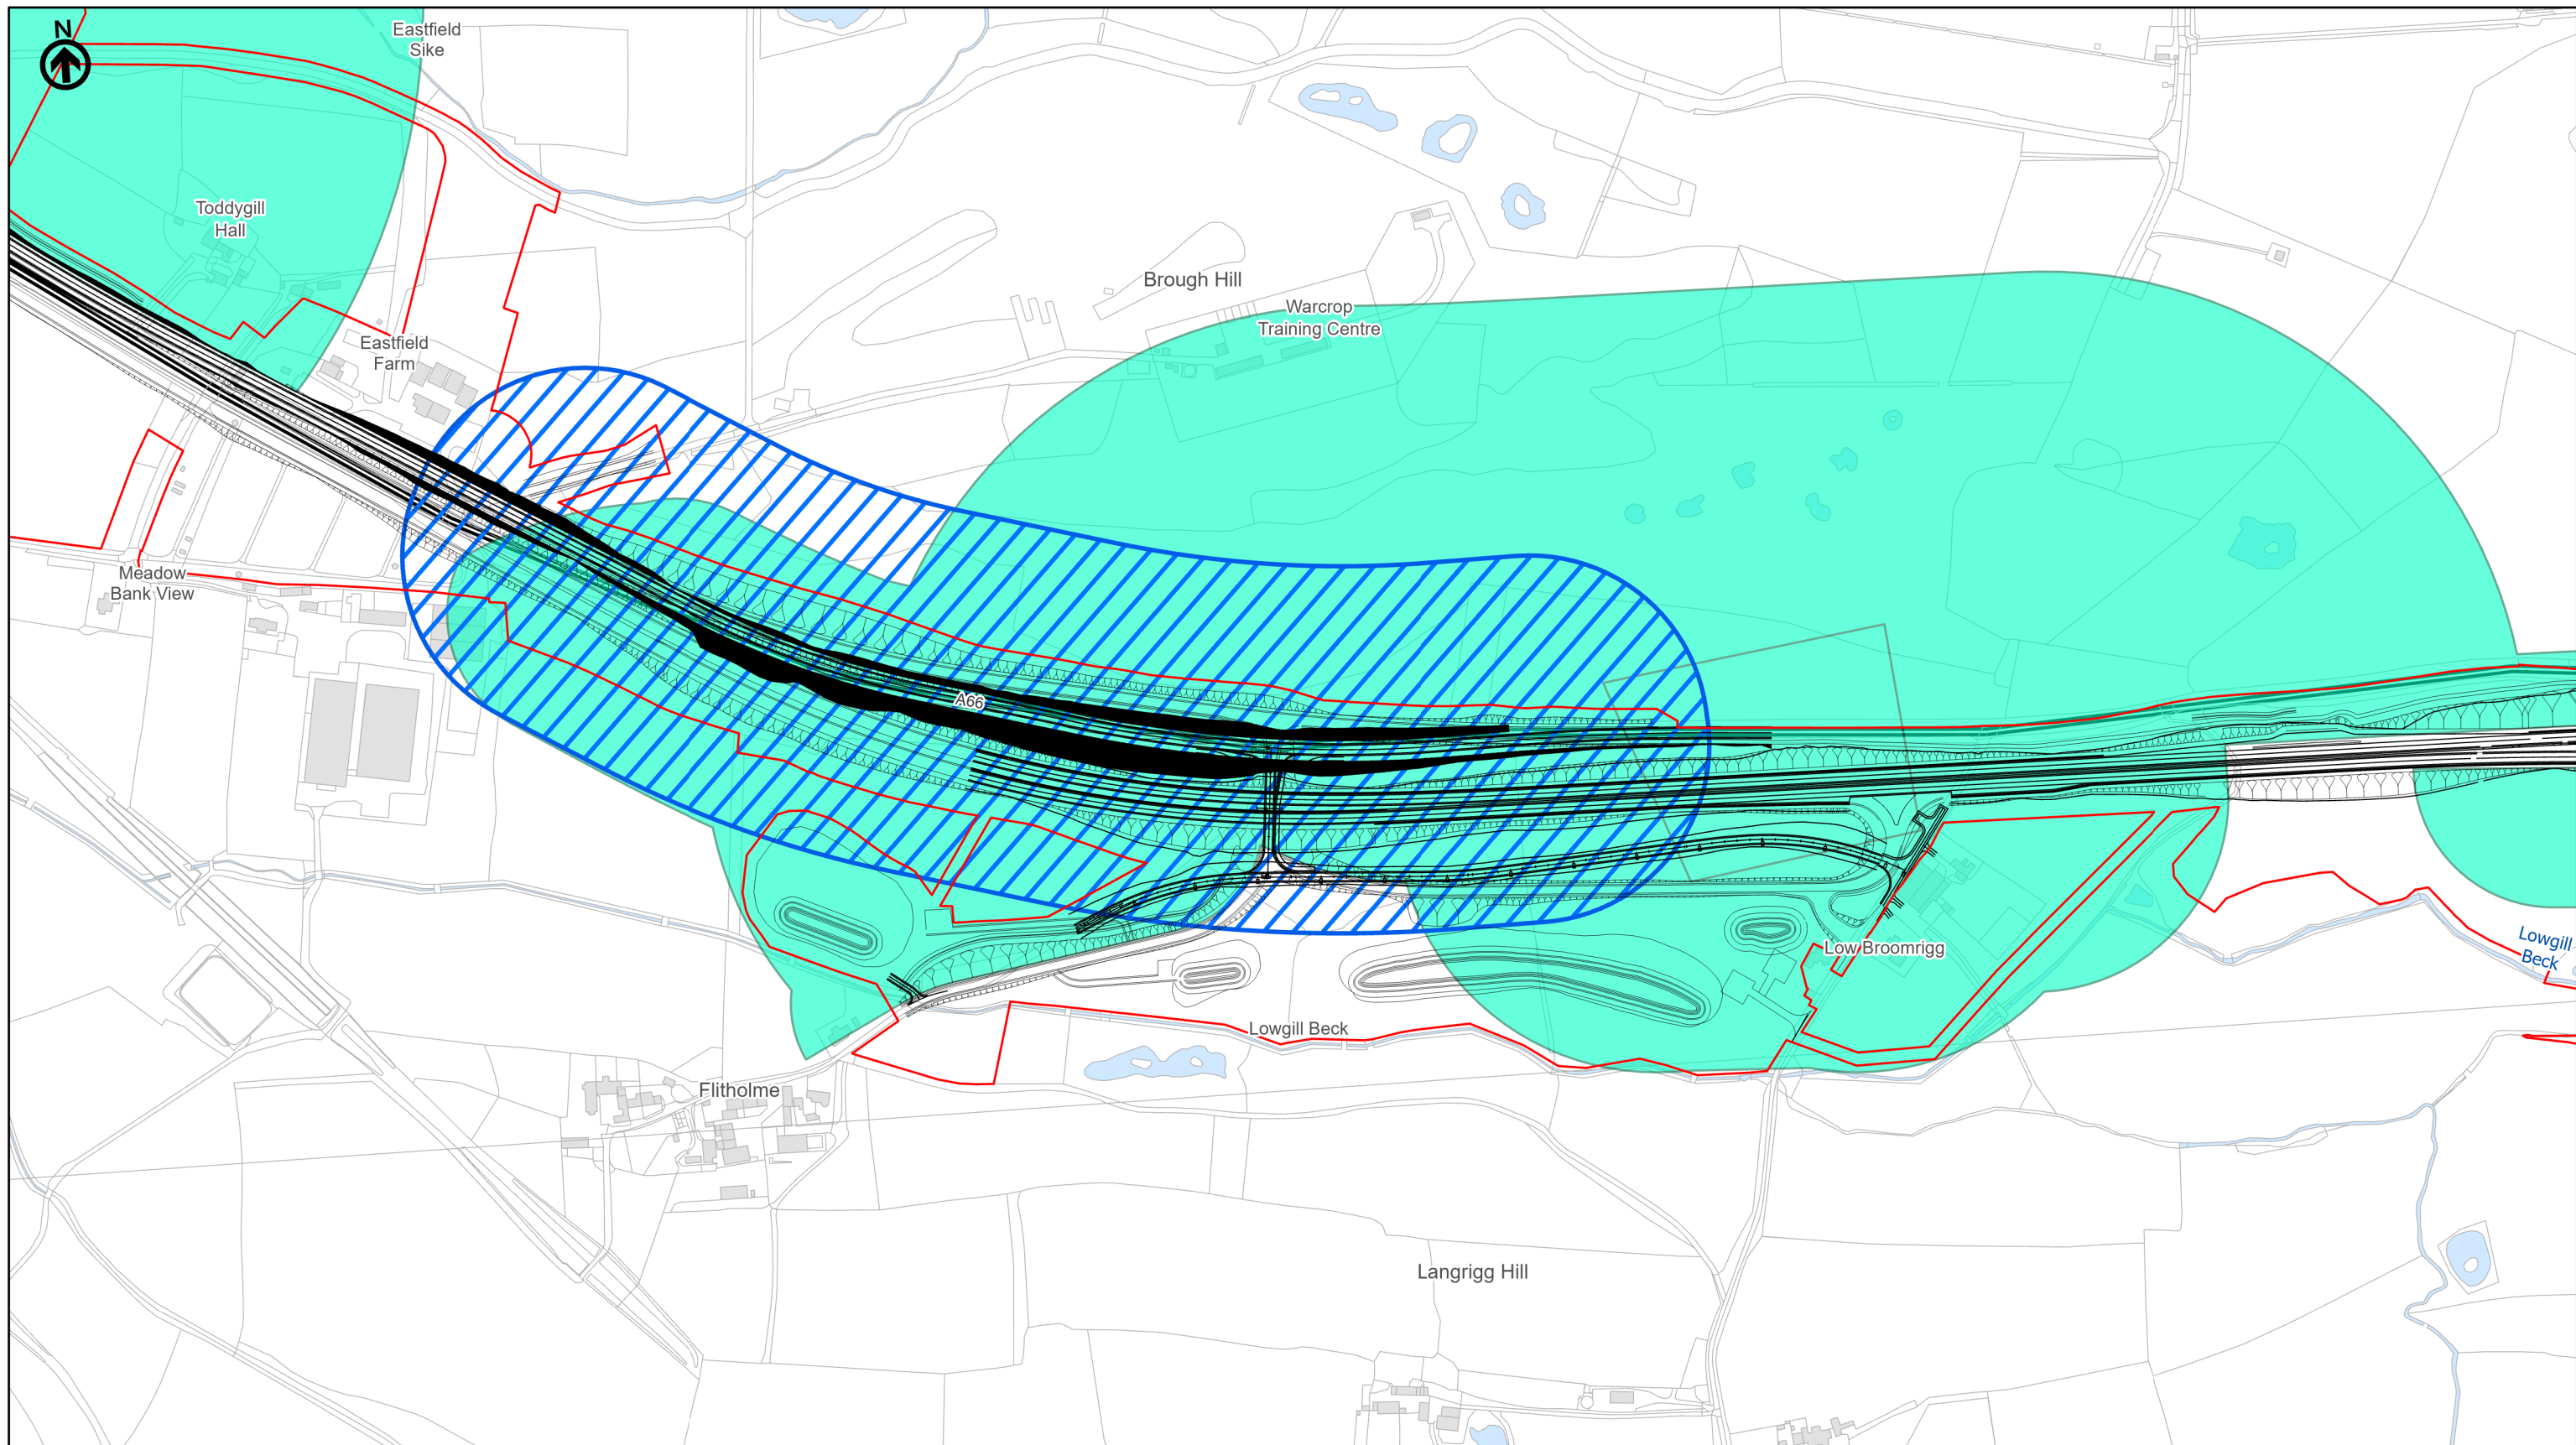 N
Eastfield
Sike
Toddygill
Hall
Brough Hill
Warcrop
Training Centre
Eastfield
Farm
Meadow
Bank View
A66
Low Broomrigg
Lowgill
Beck
Lowgill Beck
Flitholme
Langrigg Hill